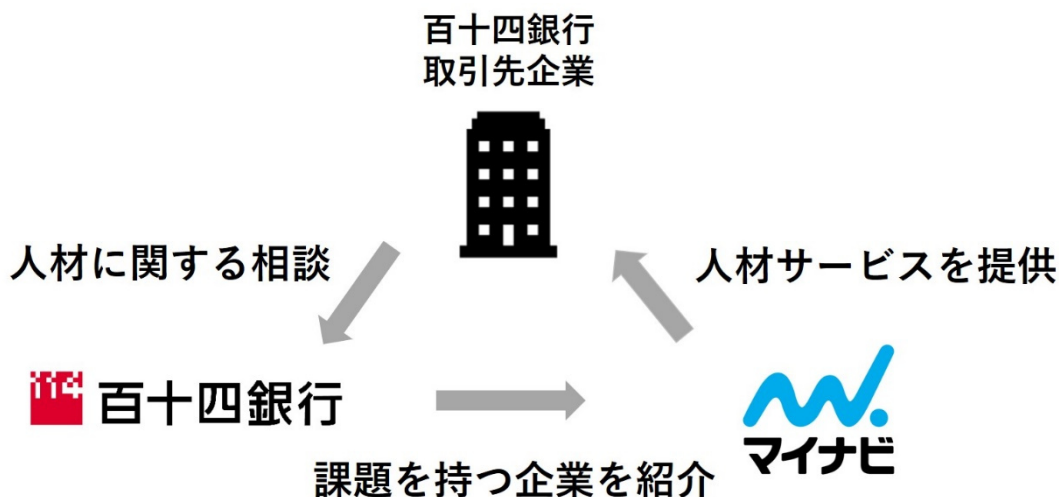 百十四銀行
取引先企業
人材に関する相談
人材サービスを提供
114
百十四銀行
マイナビ
課題を持つ企業を紹介